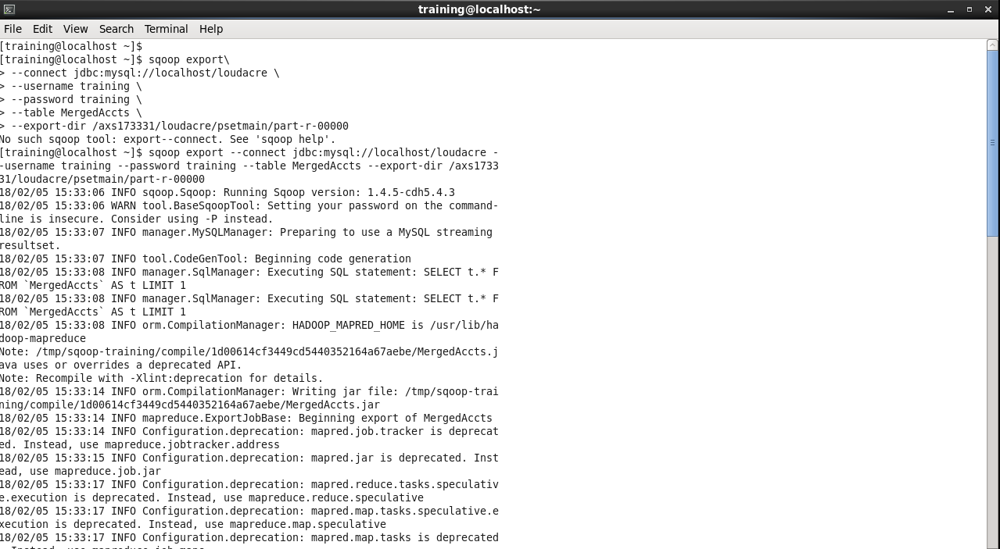 training@localhost:~
File Edit View Search Terminal Help
[training@localhost ~]$
[training@localhost ~]$ sqoop export\
> --connect jdbc:mysql://localhost/loudacre \
> --username training \
> --password training \
> --table MergedAccts \
> --export-dir /axs173331/loudacre/psetmain/part-r-00000
No such sqoop tool: export--connect. See 'sqoop help'.
[training@localhost ~]$ sqoop export --connect jdbc:mysql://localhost/loudacre -
-username training --password training --table MergedAccts --export-dir /axs1733
31/loudacre/psetmain/part-r-00000
18/02/05 15:33:06 INFO sqoop.Sqoop: Running Sqoop version: 1.4.5-cdh5.4.3
18/02/05 15:33:06 WARN tool.BaseSqoopTool: Setting your password on the command-
line is insecure. Consider using -P instead.
18/02/05 15:33:07 INFO manager.MySQLManager: Preparing to use a MySQL streaming
resultset.
18/02/05 15:33:07 INFO tool.CodeGenTool: Beginning code generation
18/02/05 15:33:08 INFO manager.SqlManager: Executing SQL statement: SELECT t.* F
ROM `MergedAccts` AS t LIMIT 1
18/02/05 15:33:08 INFO manager.SqlManager: Executing SQL statement: SELECT t.* F
ROM `MergedAccts` AS t LIMIT 1
18/02/05 15:33:08 INFO orm.CompilationManager: HADOOP_MAPRED_HOME is /usr/lib/ha
doop-mapreduce
Note: /tmp/sqoop-training/compile/1d00614cf3449cd5440352164a67aebe/MergedAccts.j
ava uses or overrides a deprecated API.
Note: Recompile with -Xlint:deprecation for details.
18/02/05 15:33:14 INFO orm.CompilationManager: Writing jar file: /tmp/sqoop-trai
ning/compile/1d00614cf3449cd5440352164a67aebe/MergedAccts.jar
18/02/05 15:33:14 INFO mapreduce.ExportJobBase: Beginning export of MergedAccts
18/02/05 15:33:14 INFO Configuration.deprecation: mapred.job.tracker is deprecat
ed. Instead, use mapreduce.jobtracker.address
18/02/05 15:33:15 INFO Configuration.deprecation: mapred.jar is deprecated. Inst
ead, use mapreduce.job.jar
18/02/05 15:33:17 INFO Configuration.deprecation: mapred.reduce.tasks.speculativ
e.execution is deprecated. Instead, use mapreduce.reduce.speculative
18/02/05 15:33:17 INFO Configuration.deprecation: mapred.map.tasks.speculative.e
xecution is deprecated. Instead, use mapreduce.map.speculative
18/02/05 15:33:17 INFO Configuration.deprecation: mapred.map.tasks is deprecated